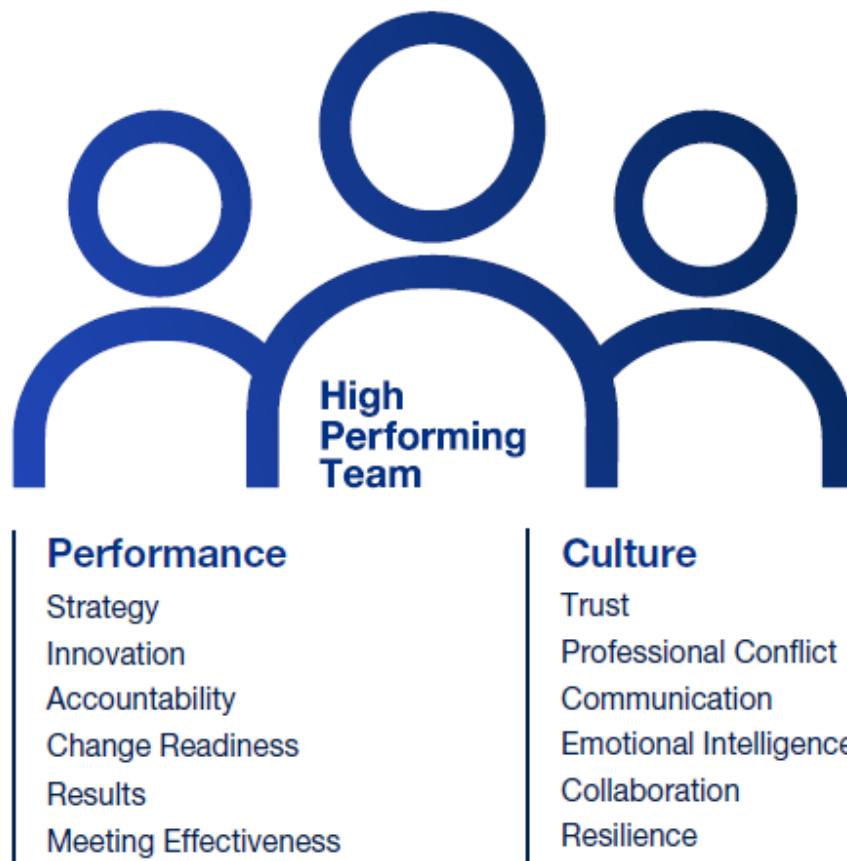 High
Performing
Team
Performance
Strategy
Innovation
Accountability
Change Readiness
Results
Meeting Effectiveness
Culture
Trust
Professional Conflict
Communication
Emotional Intelligence
Collaboration
Resilience